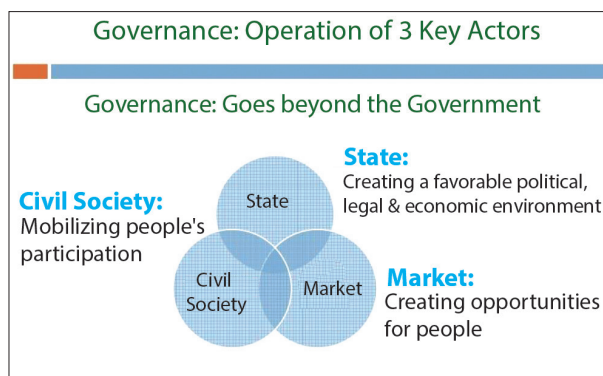 Governance: Operation of 3 Key Actors
Governance: Goes beyond the Government
State:
Creating a favorable political,
legal & economic environment
Civil Society:
Mobilizing people's
participation
State
Civil
Society
Market
Market:
Creating opportunities
for people